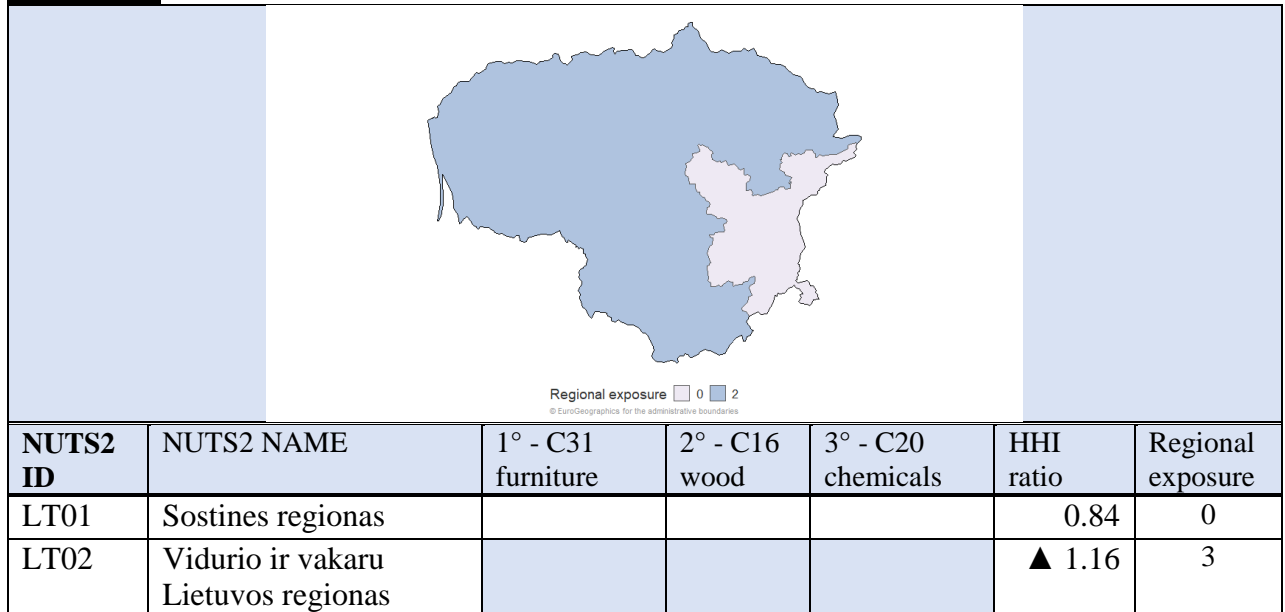 Regional exposure 0 2
© EuroGeographics for the administrative boundaries
NUTS2 ID NUTS2 NAME 1° - C31 furniture 2° - C16 wood 3° - C20 chemicals HHI ratio Regional exposure
LT01 Sostines regionas 0.84 0
LT02 Vidurio ir vakaru Lietuvos regionas ▲ 1.16 3